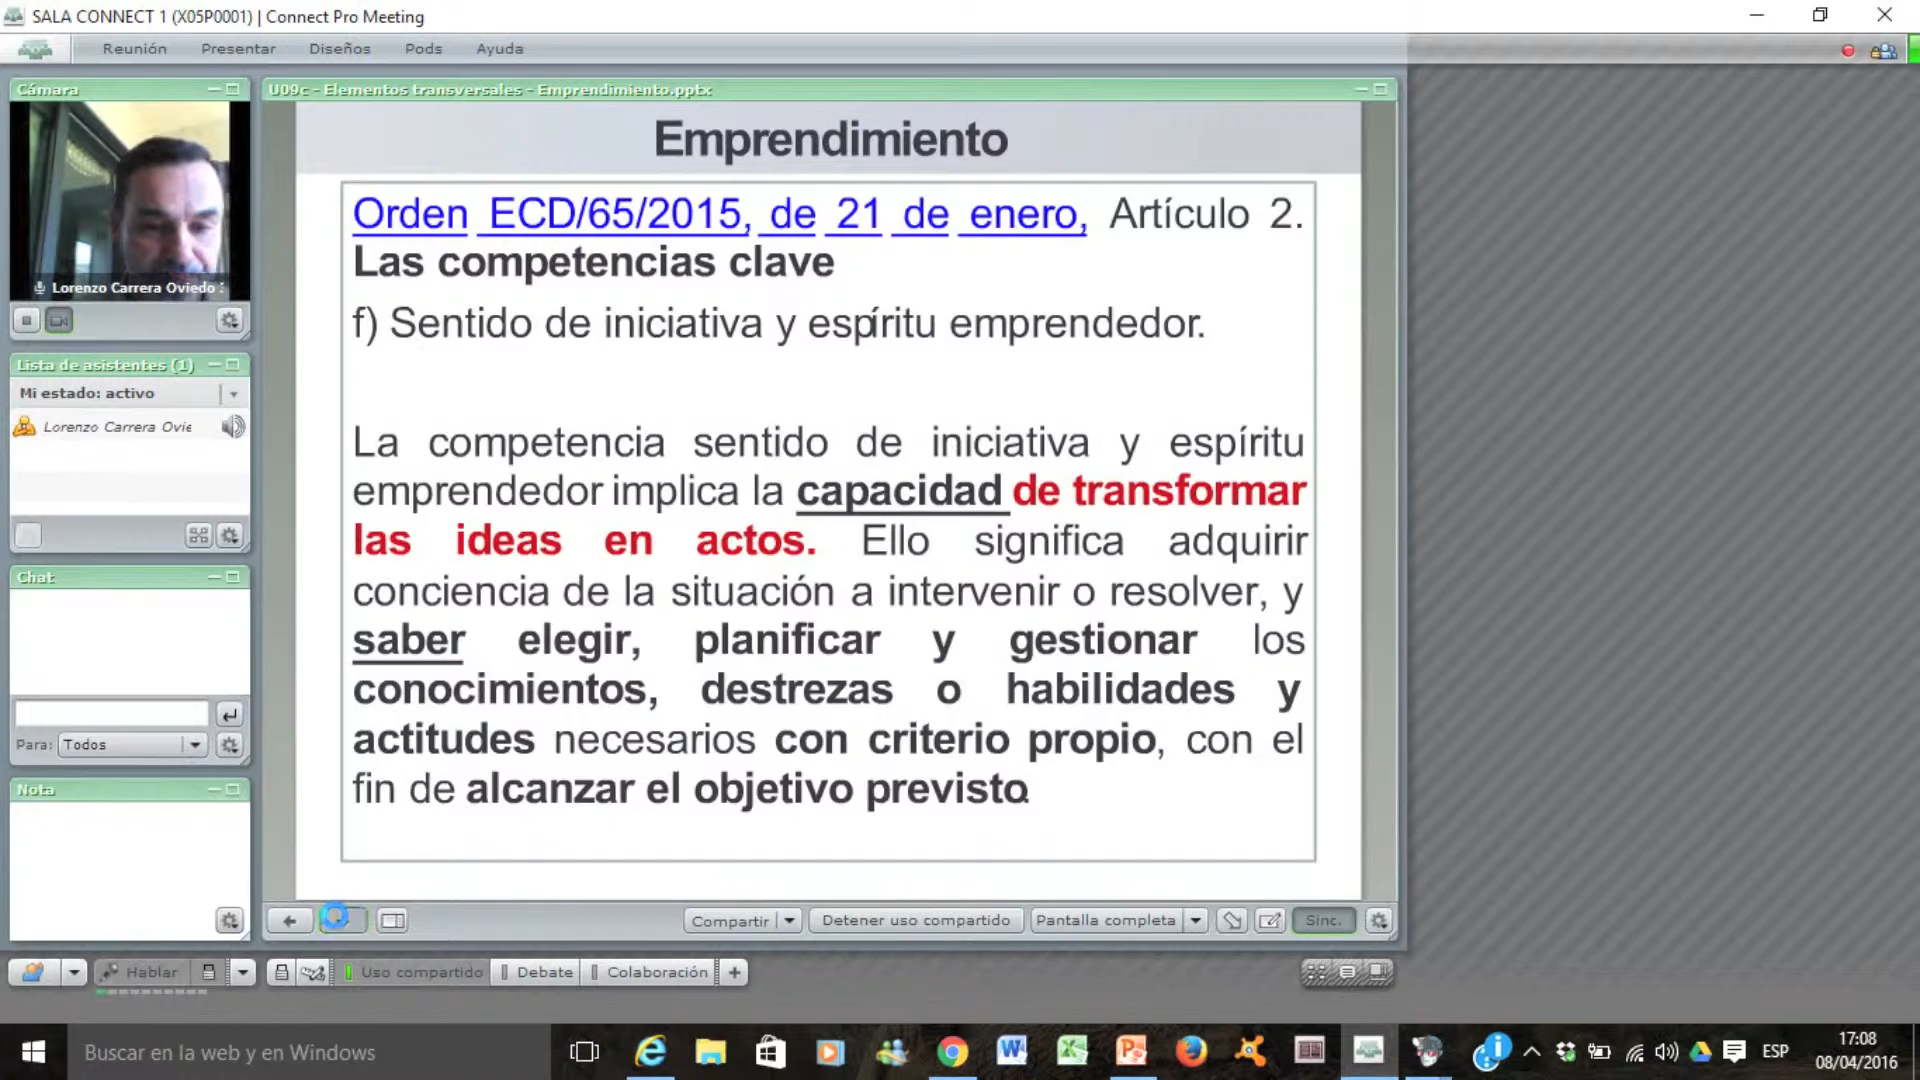 SALA CONNECT 1 (X05P0001) | Connect Pro Meeting
Reunión Presentar Diseños Pods Ayuda
Cámara
Lorenzo Carrera Oviedo
Lista de asistentes (1)
Mi estado: activo
Lorenzo Carrera Ovie
Chat
Para: Todos
Nota
U09c - Elementos transversales - Emprendimiento.pptx
Emprendimiento
Orden ECD/65/2015, de 21 de enero, Artículo 2.
Las competencias clave
f) Sentido de iniciativa y espíritu emprendedor.
La competencia sentido de iniciativa y espíritu
emprendedor implica la capacidad de transformar
las ideas en actos. Ello significa adquirir
conciencia de la situación a intervenir o resolver, y
saber elegir, planificar y gestionar los
conocimientos, destrezas o habilidades y
actitudes necesarios con criterio propio, con el
fin de alcanzar el objetivo previsto.
Compartir Detener uso compartido Pantalla completa Sinc.
Hablar Uso compartido Debate Colaboración
Buscar en la web y en Windows
ESP
17:08
08/04/2016